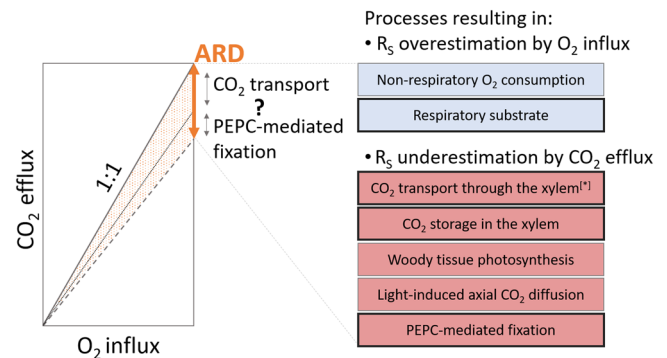 ARD
CO₂ transport
?
PEPC-mediated
fixation
1:1
CO₂ efflux
O₂ influx
Processes resulting in:
• Rₛ overestimation by O₂ influx
Non-respiratory O₂ consumption
Respiratory substrate
• Rₛ underestimation by CO₂ efflux
CO₂ transport through the xylem[*]
CO₂ storage in the xylem
Woody tissue photosynthesis
Light-induced axial CO₂ diffusion
PEPC-mediated fixation